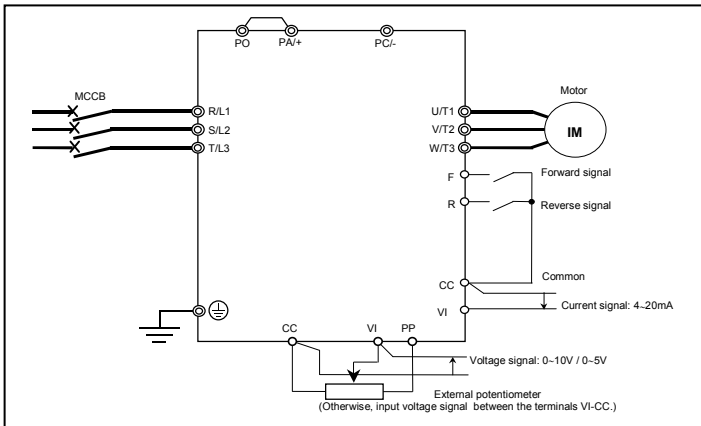 PO PA/+ PC/-
MCCB
Motor
R/L1
U/T1
S/L2
V/T2
IM
T/L3
W/T3
F
Forward signal
R
Reverse signal
CC
Common
VI
Current signal: 4~20mA
CC VI PP
Voltage signal: 0~10V / 0~5V
External potentiometer
(Otherwise, input voltage signal between the terminals VI-CC.)